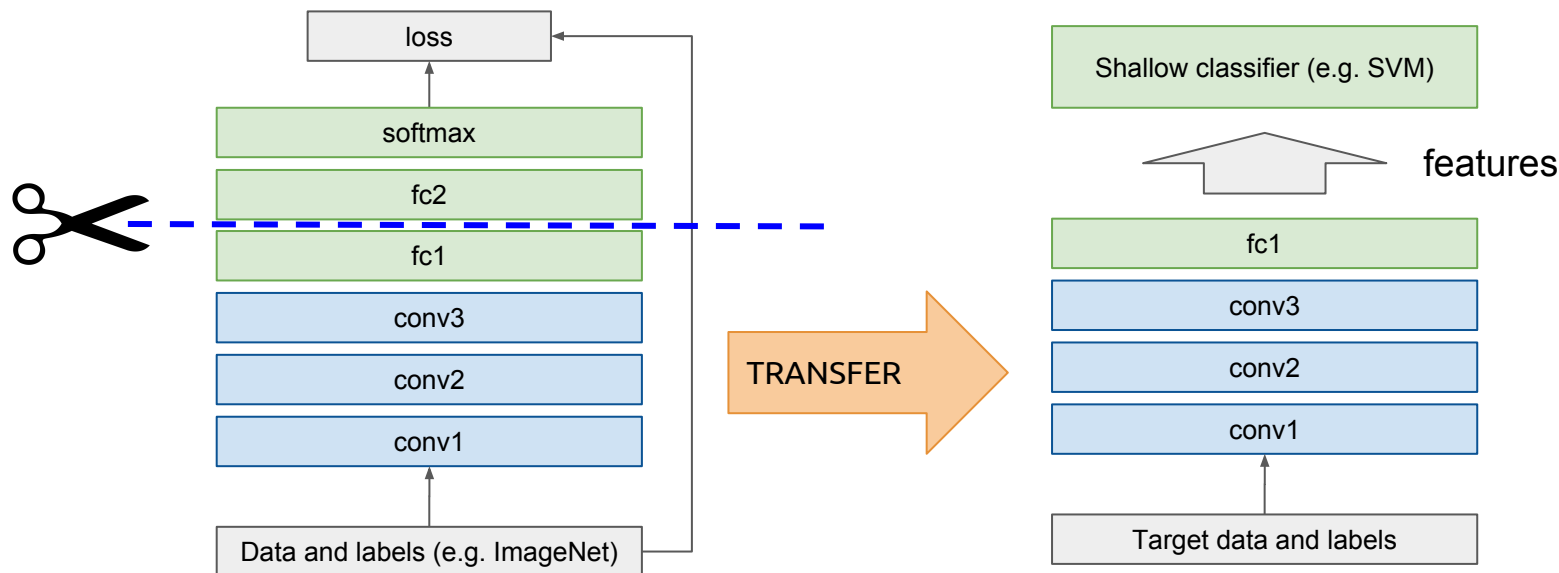 loss
softmax
fc2
fc1
conv3
conv2
conv1
Data and labels (e.g. ImageNet)
TRANSFER
Shallow classifier (e.g. SVM)
features
fc1
conv3
conv2
conv1
Target data and labels